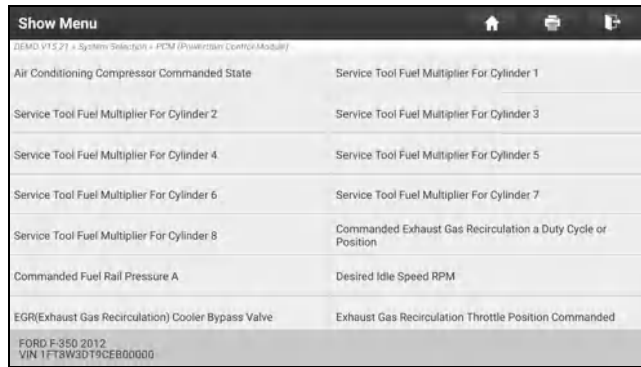 Show Menu
DEMO V15.21 > System Selection > PCM (Powertrain Control Module)
Air Conditioning Compressor Commanded State
Service Tool Fuel Multiplier For Cylinder 1
Service Tool Fuel Multiplier For Cylinder 2
Service Tool Fuel Multiplier For Cylinder 3
Service Tool Fuel Multiplier For Cylinder 4
Service Tool Fuel Multiplier For Cylinder 5
Service Tool Fuel Multiplier For Cylinder 6
Service Tool Fuel Multiplier For Cylinder 7
Service Tool Fuel Multiplier For Cylinder 8
Commanded Exhaust Gas Recirculation a Duty Cycle or
Position
Commanded Fuel Rail Pressure A
Desired Idle Speed RPM
EGR(Exhaust Gas Recirculation) Cooler Bypass Valve
Exhaust Gas Recirculation Throttle Position Commanded
FORD F-350 2012
VIN 1FT8W3DT9CEB00000